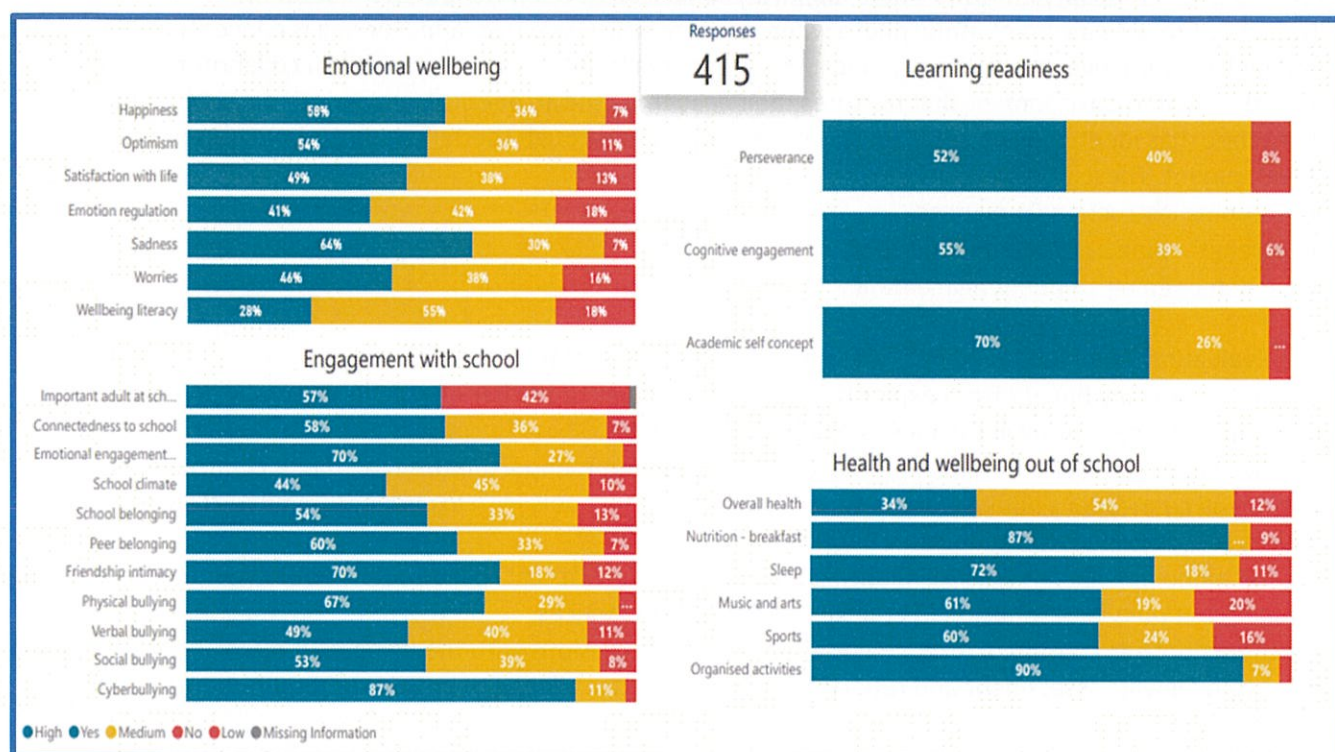 Responses
415
Emotional wellbeing
Happiness 58% 36% 7%
Optimism 54% 36% 11%
Satisfaction with life 49% 38% 13%
Emotion regulation 41% 42% 18%
Sadness 64% 30% 7%
Worries 46% 38% 16%
Wellbeing literacy 28% 55% 18%
Engagement with school
Important adult at sch... 57% 42%
Connectedness to school 58% 36% 7%
Emotional engagement... 70% 27%
School climate 44% 45% 10%
School belonging 54% 33% 13%
Peer belonging 60% 33% 7%
Friendship intimacy 70% 18% 12%
Physical bullying 67% 29% ...
Verbal bullying 49% 40% 11%
Social bullying 53% 39% 8%
Cyberbullying 87% 11%
High Yes Medium No Low Missing Information
Learning readiness
Perseverance 52% 40% 8%
Cognitive engagement 55% 39% 6%
Academic self concept 70% 26% ...
Health and wellbeing out of school
Overall health 34% 54% 12%
Nutrition - breakfast 87% ... 9%
Sleep 72% 18% 11%
Music and arts 61% 19% 20%
Sports 60% 24% 16%
Organised activities 90% 7%